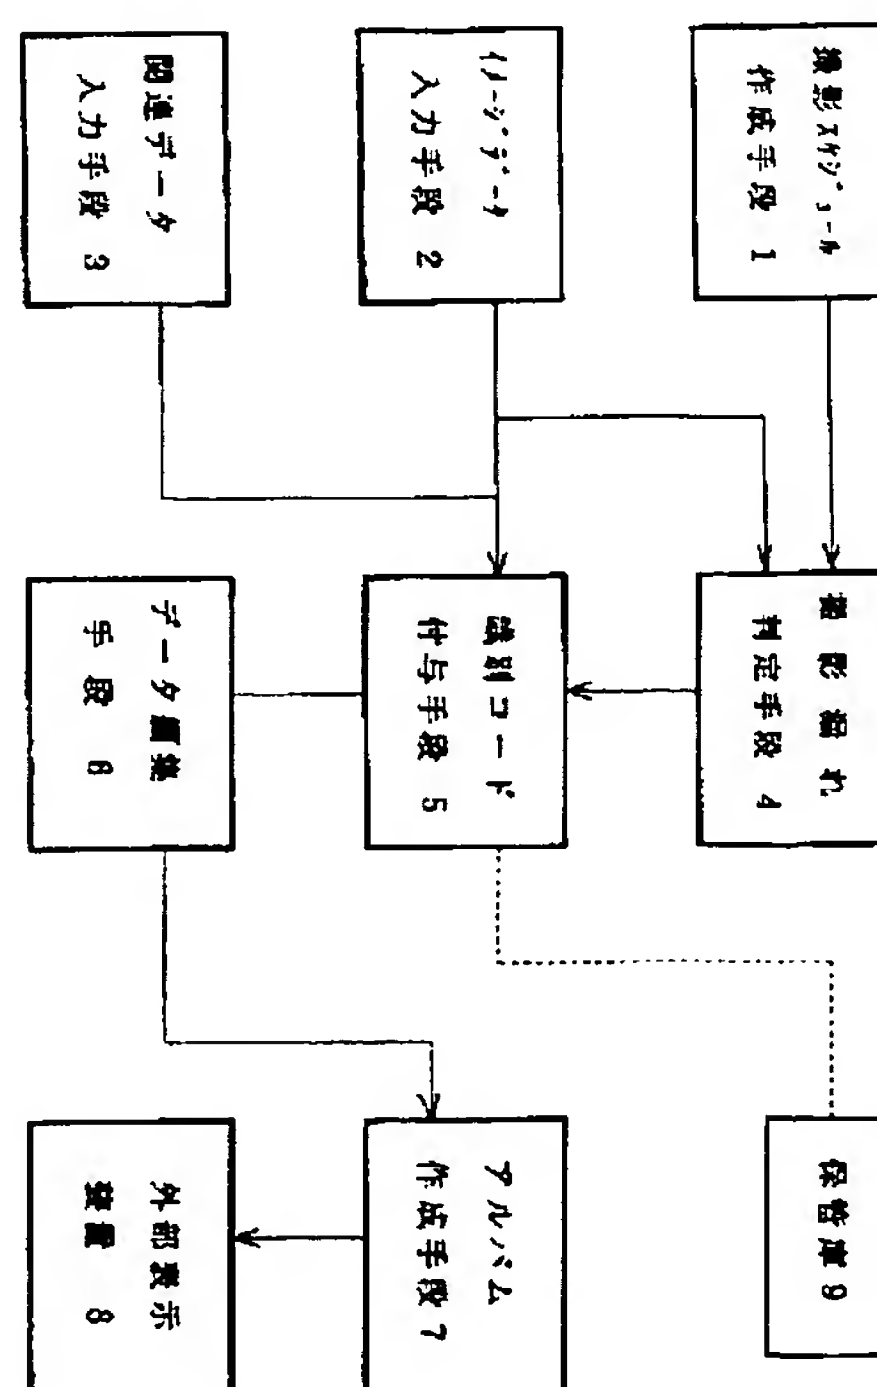 撮影スケジュール
作成手段 1
イメージデータ
入力手段 2
関連データ
入力手段 3
撮影漏れ
判定手段 4
識別コード
付与手段 5
データ編集
手段 6
アルバム
作成手段7
外部表示
装置 8
保管庫9